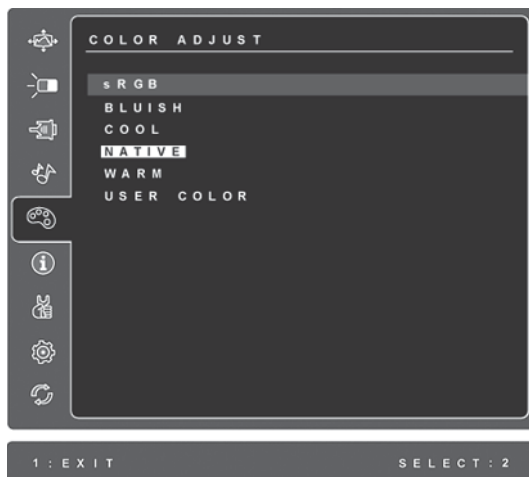 COLOR ADJUST
sRGB
BLUISH
COOL
NATIVE
WARM
USER COLOR
1:EXIT SELECT:2